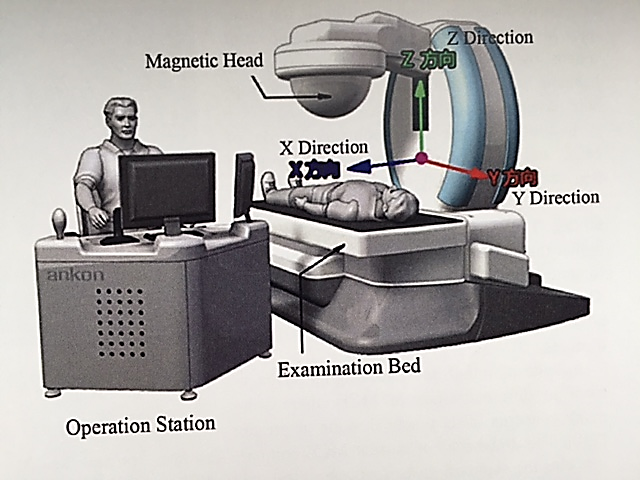 Z Direction
Z 方向
Magnetic Head
X Direction
X 方向
Y 方向
Y Direction
ankon
Examination Bed
Operation Station